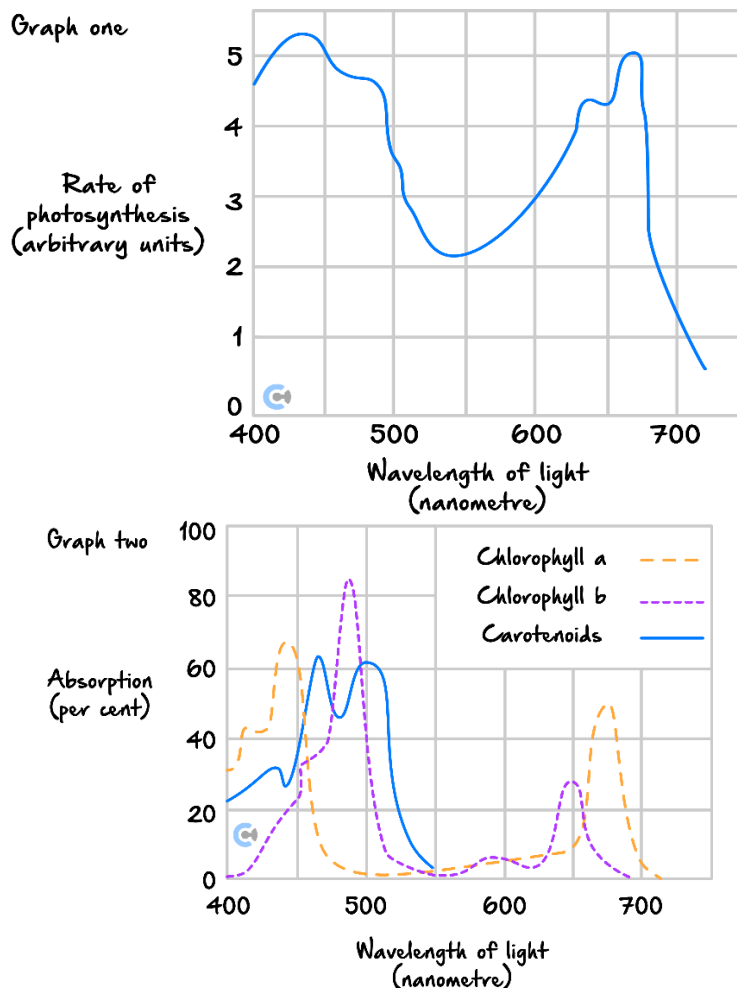 Graph one
5
4
Rate of
photosynthesis
(arbitrary units)
3
2
1
0
400 500 600 700
Wavelength of light
(nanometre)
Graph two
100
Chlorophyll a
Chlorophyll b
Carotenoids
80
Absorption
(per cent)
60
40
20
0
400 500 600 700
Wavelength of light
(nanometre)